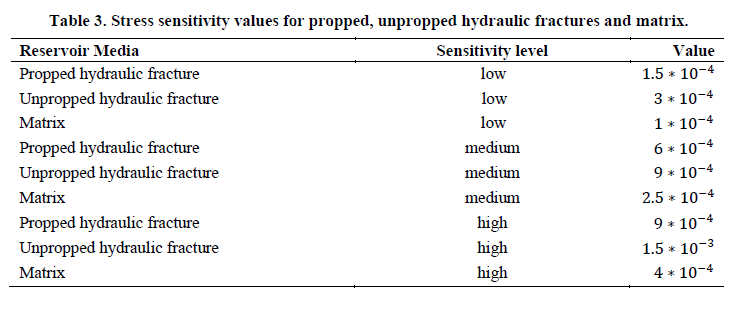 Table 3. Stress sensitivity values for propped, unpropped hydraulic fractures and matrix.
Reservoir Media Sensitivity level Value
Propped hydraulic fracture low 1.5 ∗ 10⁻⁴
Unpropped hydraulic fracture low 3 ∗ 10⁻⁴
Matrix low 1 ∗ 10⁻⁴
Propped hydraulic fracture medium 6 ∗ 10⁻⁴
Unpropped hydraulic fracture medium 9 ∗ 10⁻⁴
Matrix medium 2.5 ∗ 10⁻⁴
Propped hydraulic fracture high 9 ∗ 10⁻⁴
Unpropped hydraulic fracture high 1.5 ∗ 10⁻³
Matrix high 4 ∗ 10⁻⁴